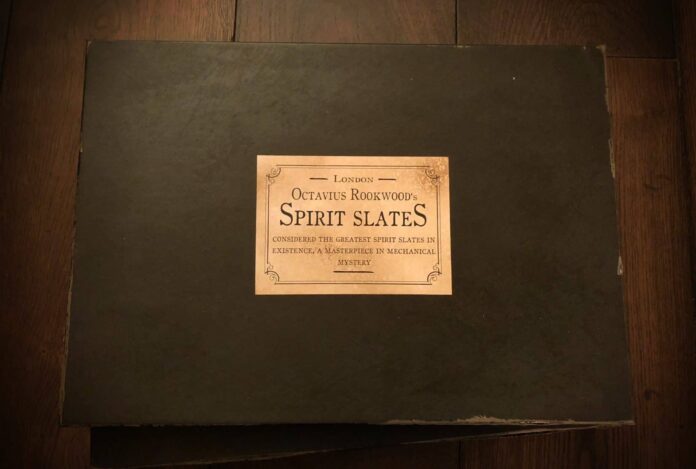 London
Octavius Rookwood's
Spirit slateS
considered the greatest spirit slates in
existence, a masterpiece in mechanical
mystery